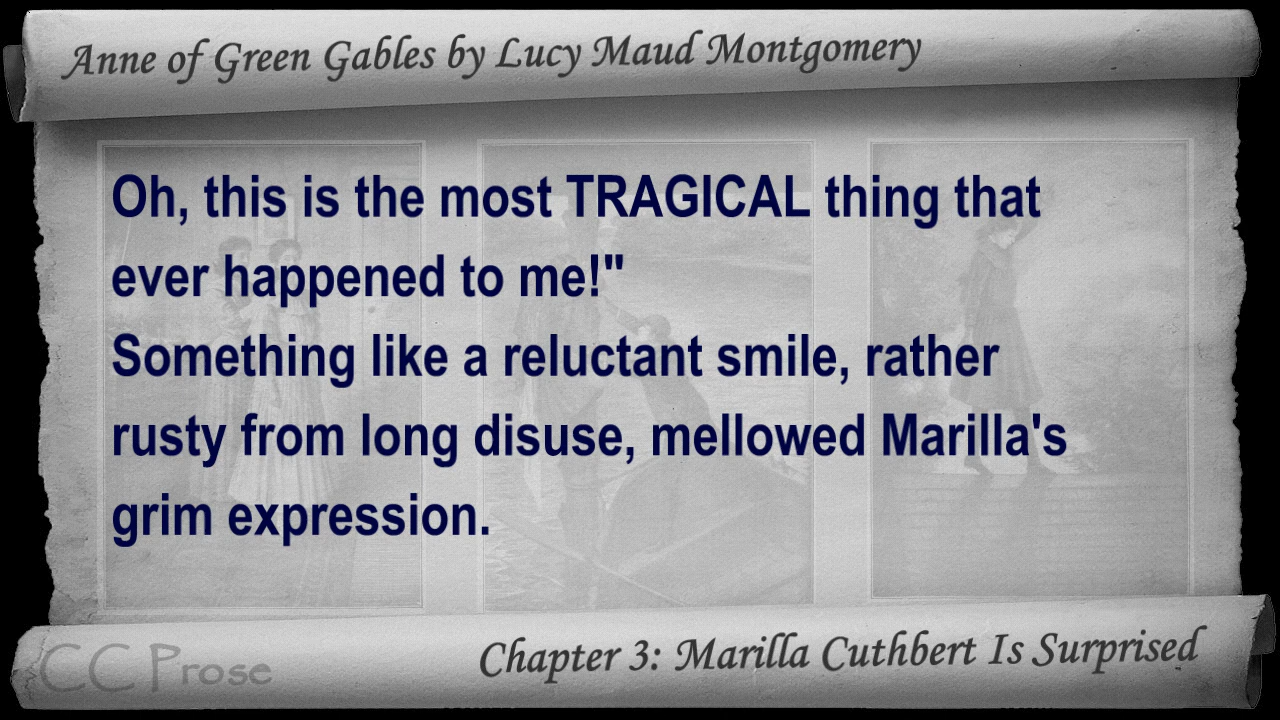 Anne of Green Gables by Lucy Maud Montgomery
Oh, this is the most TRAGICAL thing that
ever happened to me!"
Something like a reluctant smile, rather
rusty from long disuse, mellowed Marilla's
grim expression.
Chapter 3: Marilla Cuthbert Is Surprised
CC Prose